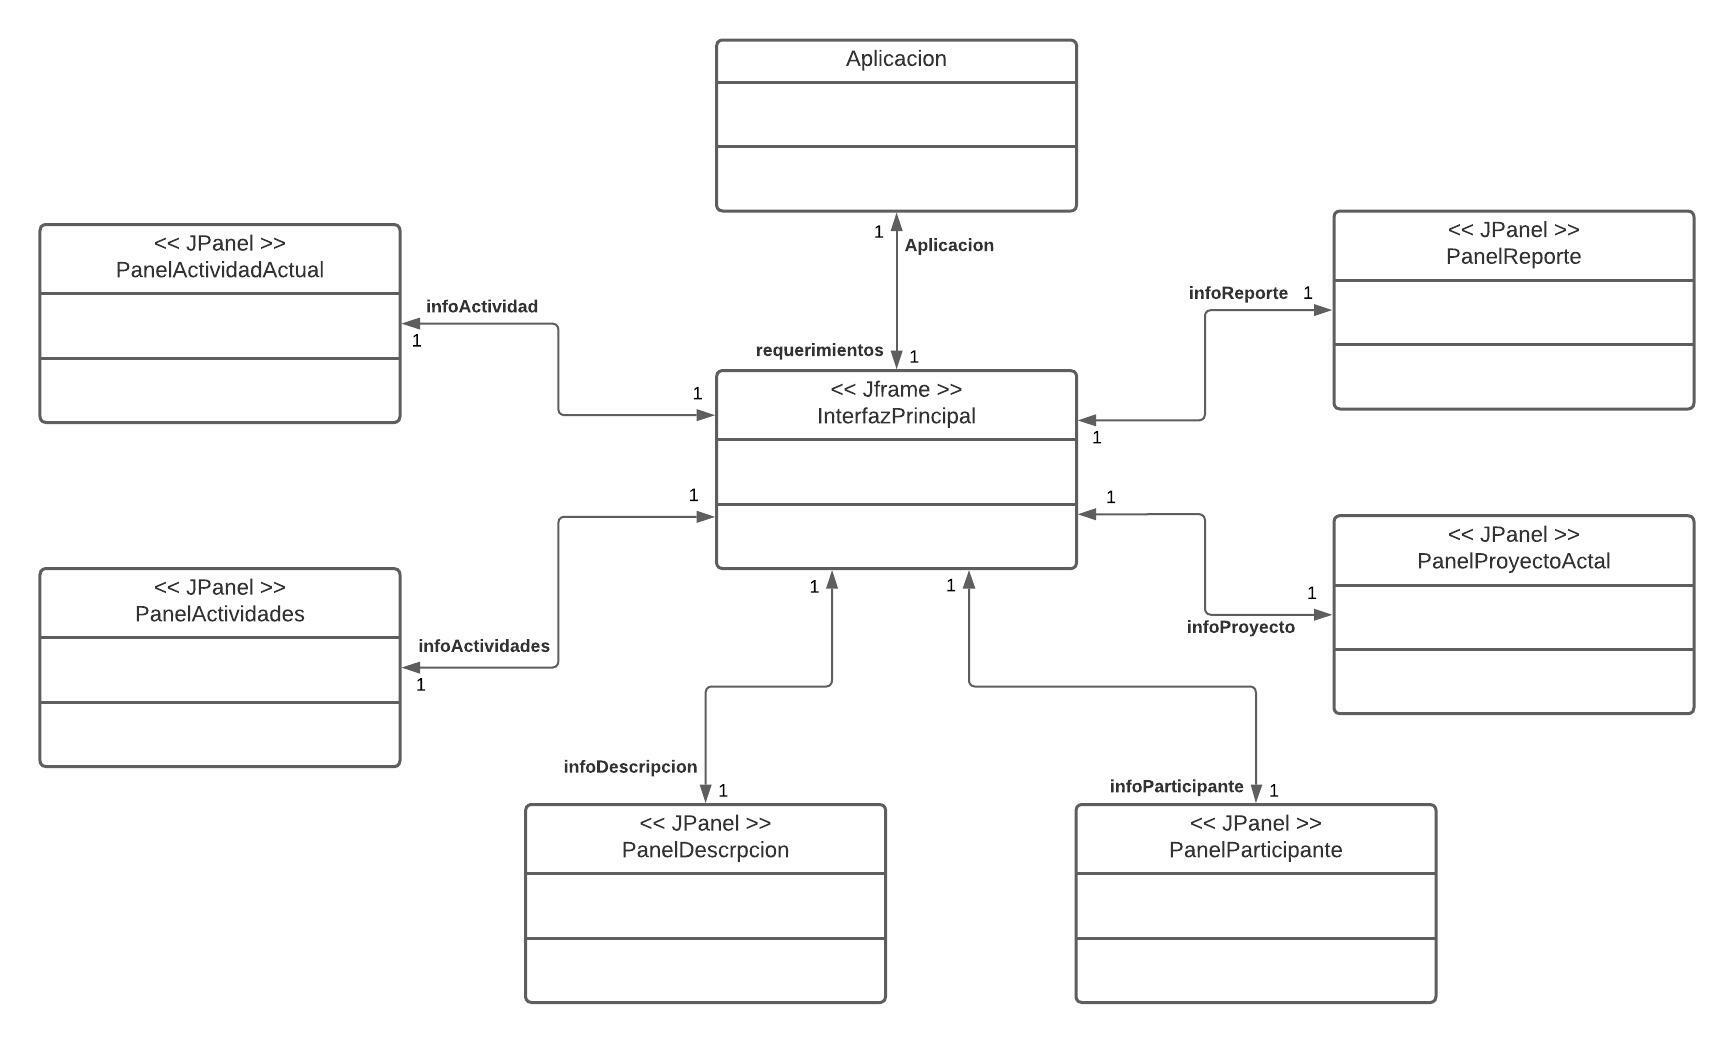 Aplicacion
1
Aplicacion
<< JPanel >>
PanelActividadActual
<< JPanel >>
PanelReporte
infoActividad
1
infoReporte
1
requerimientos
1
<< Jframe >>
InterfazPrincipal
1
1
1
1
<< JPanel >>
PanelProyectoActal
1
infoProyecto
<< JPanel >>
PanelActividades
infoActividades
1
1
1
infoDescripcion
1
infoParticipante
1
<< JPanel >>
PanelDescrpcion
<< JPanel >>
PanelParticipante